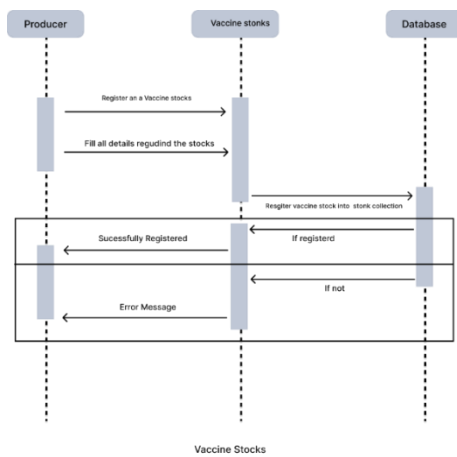 Producer
Vaccine stonks
Database
Register an a Vaccine stocks
Fill all details regudind the stocks
Reagiter vaccine stock into stonk collection
If registerd
Sucessfully Registered
If not
Error Message
Vaccine Stocks